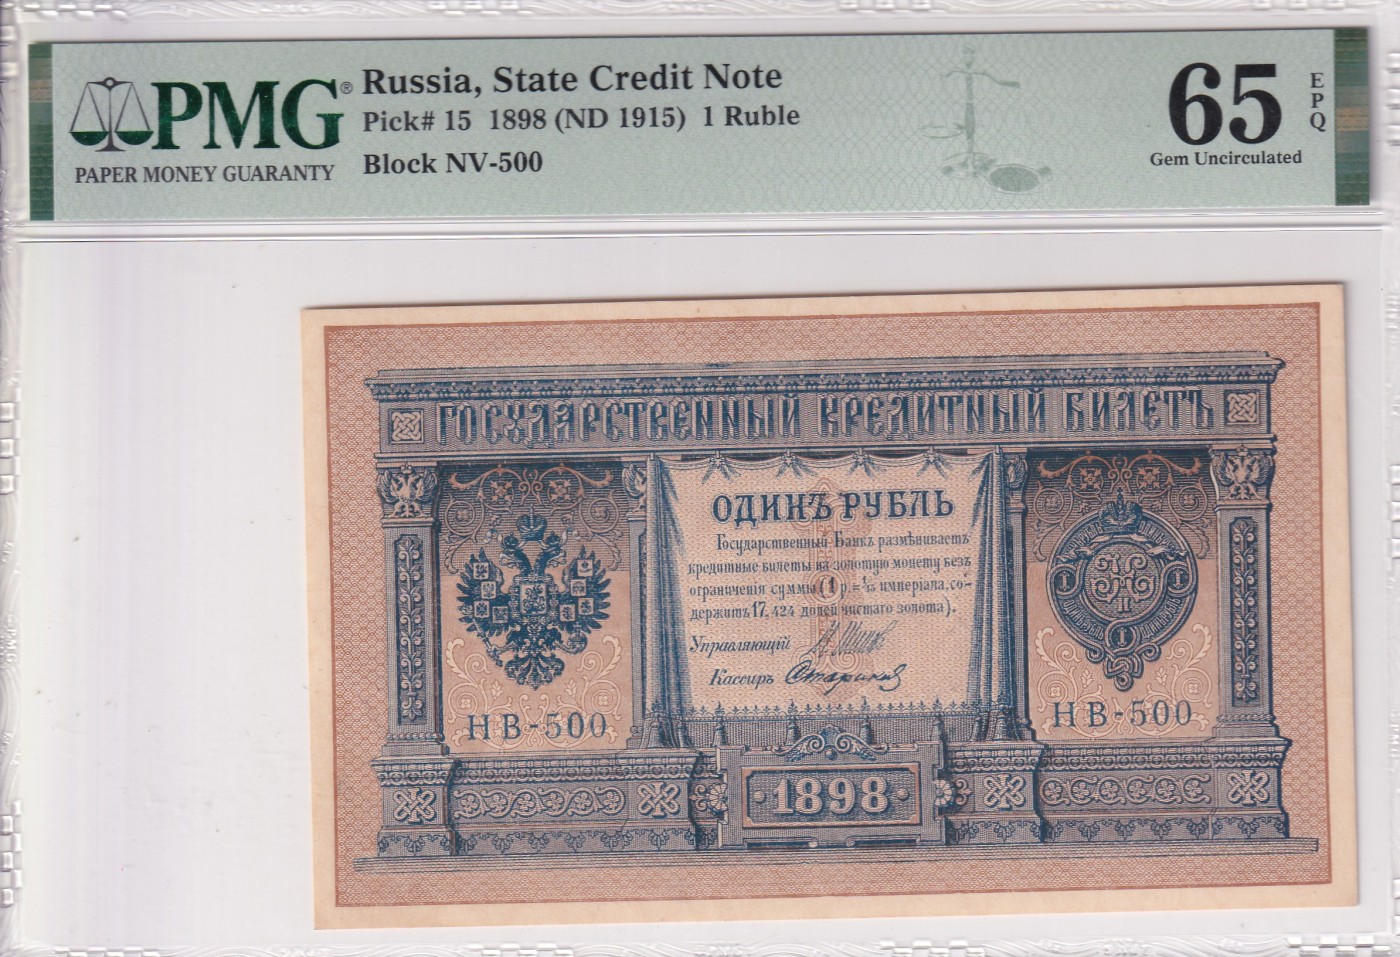 PMG®
PAPER MONEY GUARANTY
Russia, State Credit Note
Pick# 15 1898 (ND 1915) 1 Ruble
Block NV-500
65
EPQ
Gem Uncirculated
ГОСУДАРСТВЕННЫЙ КРЕДИТНЫЙ БИЛЕТЪ
ОДИНЪ РУБЛЬ
Государственный Банкъ размѣниваетъ
кредитные билеты на золотую монету безъ
ограниченія суммы (1 р.=1/15 имперіала, со-
держитъ 17,424 долей чистаго золота).
Управляющій
Кассиръ
НВ-500
НВ-500
1898